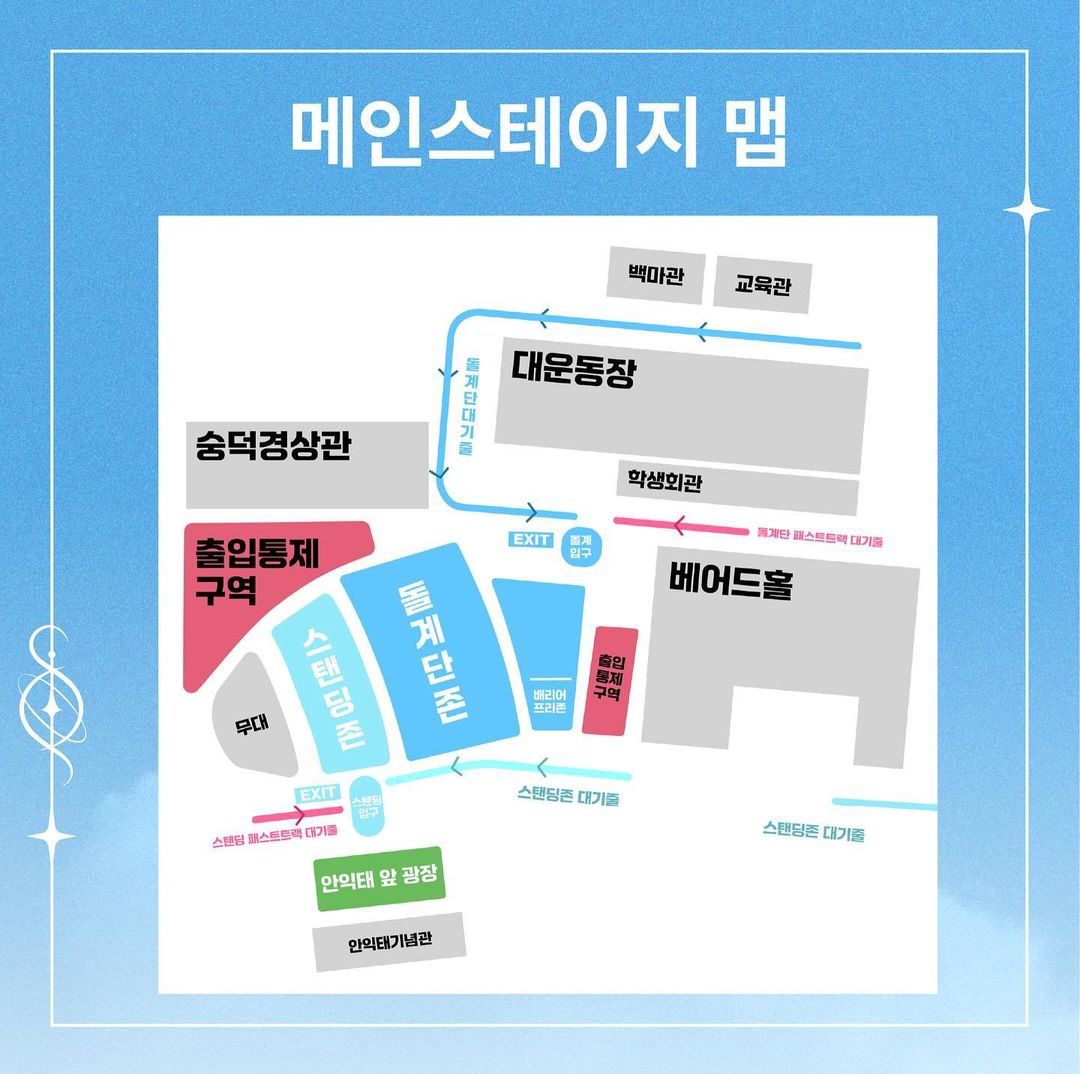 메인스테이지 맵
백마관
교육관
대운동장
돌계단대기줄
숭덕경상관
학생회관
EXIT
돌계
입구
돌계단 패스트트랙 대기줄
출입통제
구역
베어드홀
스탠딩존
돌계단존
출입
통제
구역
배리어
프리존
무대
EXIT
스탠딩
입구
스탠딩존 대기줄
스탠딩존 대기줄
스탠딩 패스트트랙 대기줄
안익태 앞 광장
안익태기념관